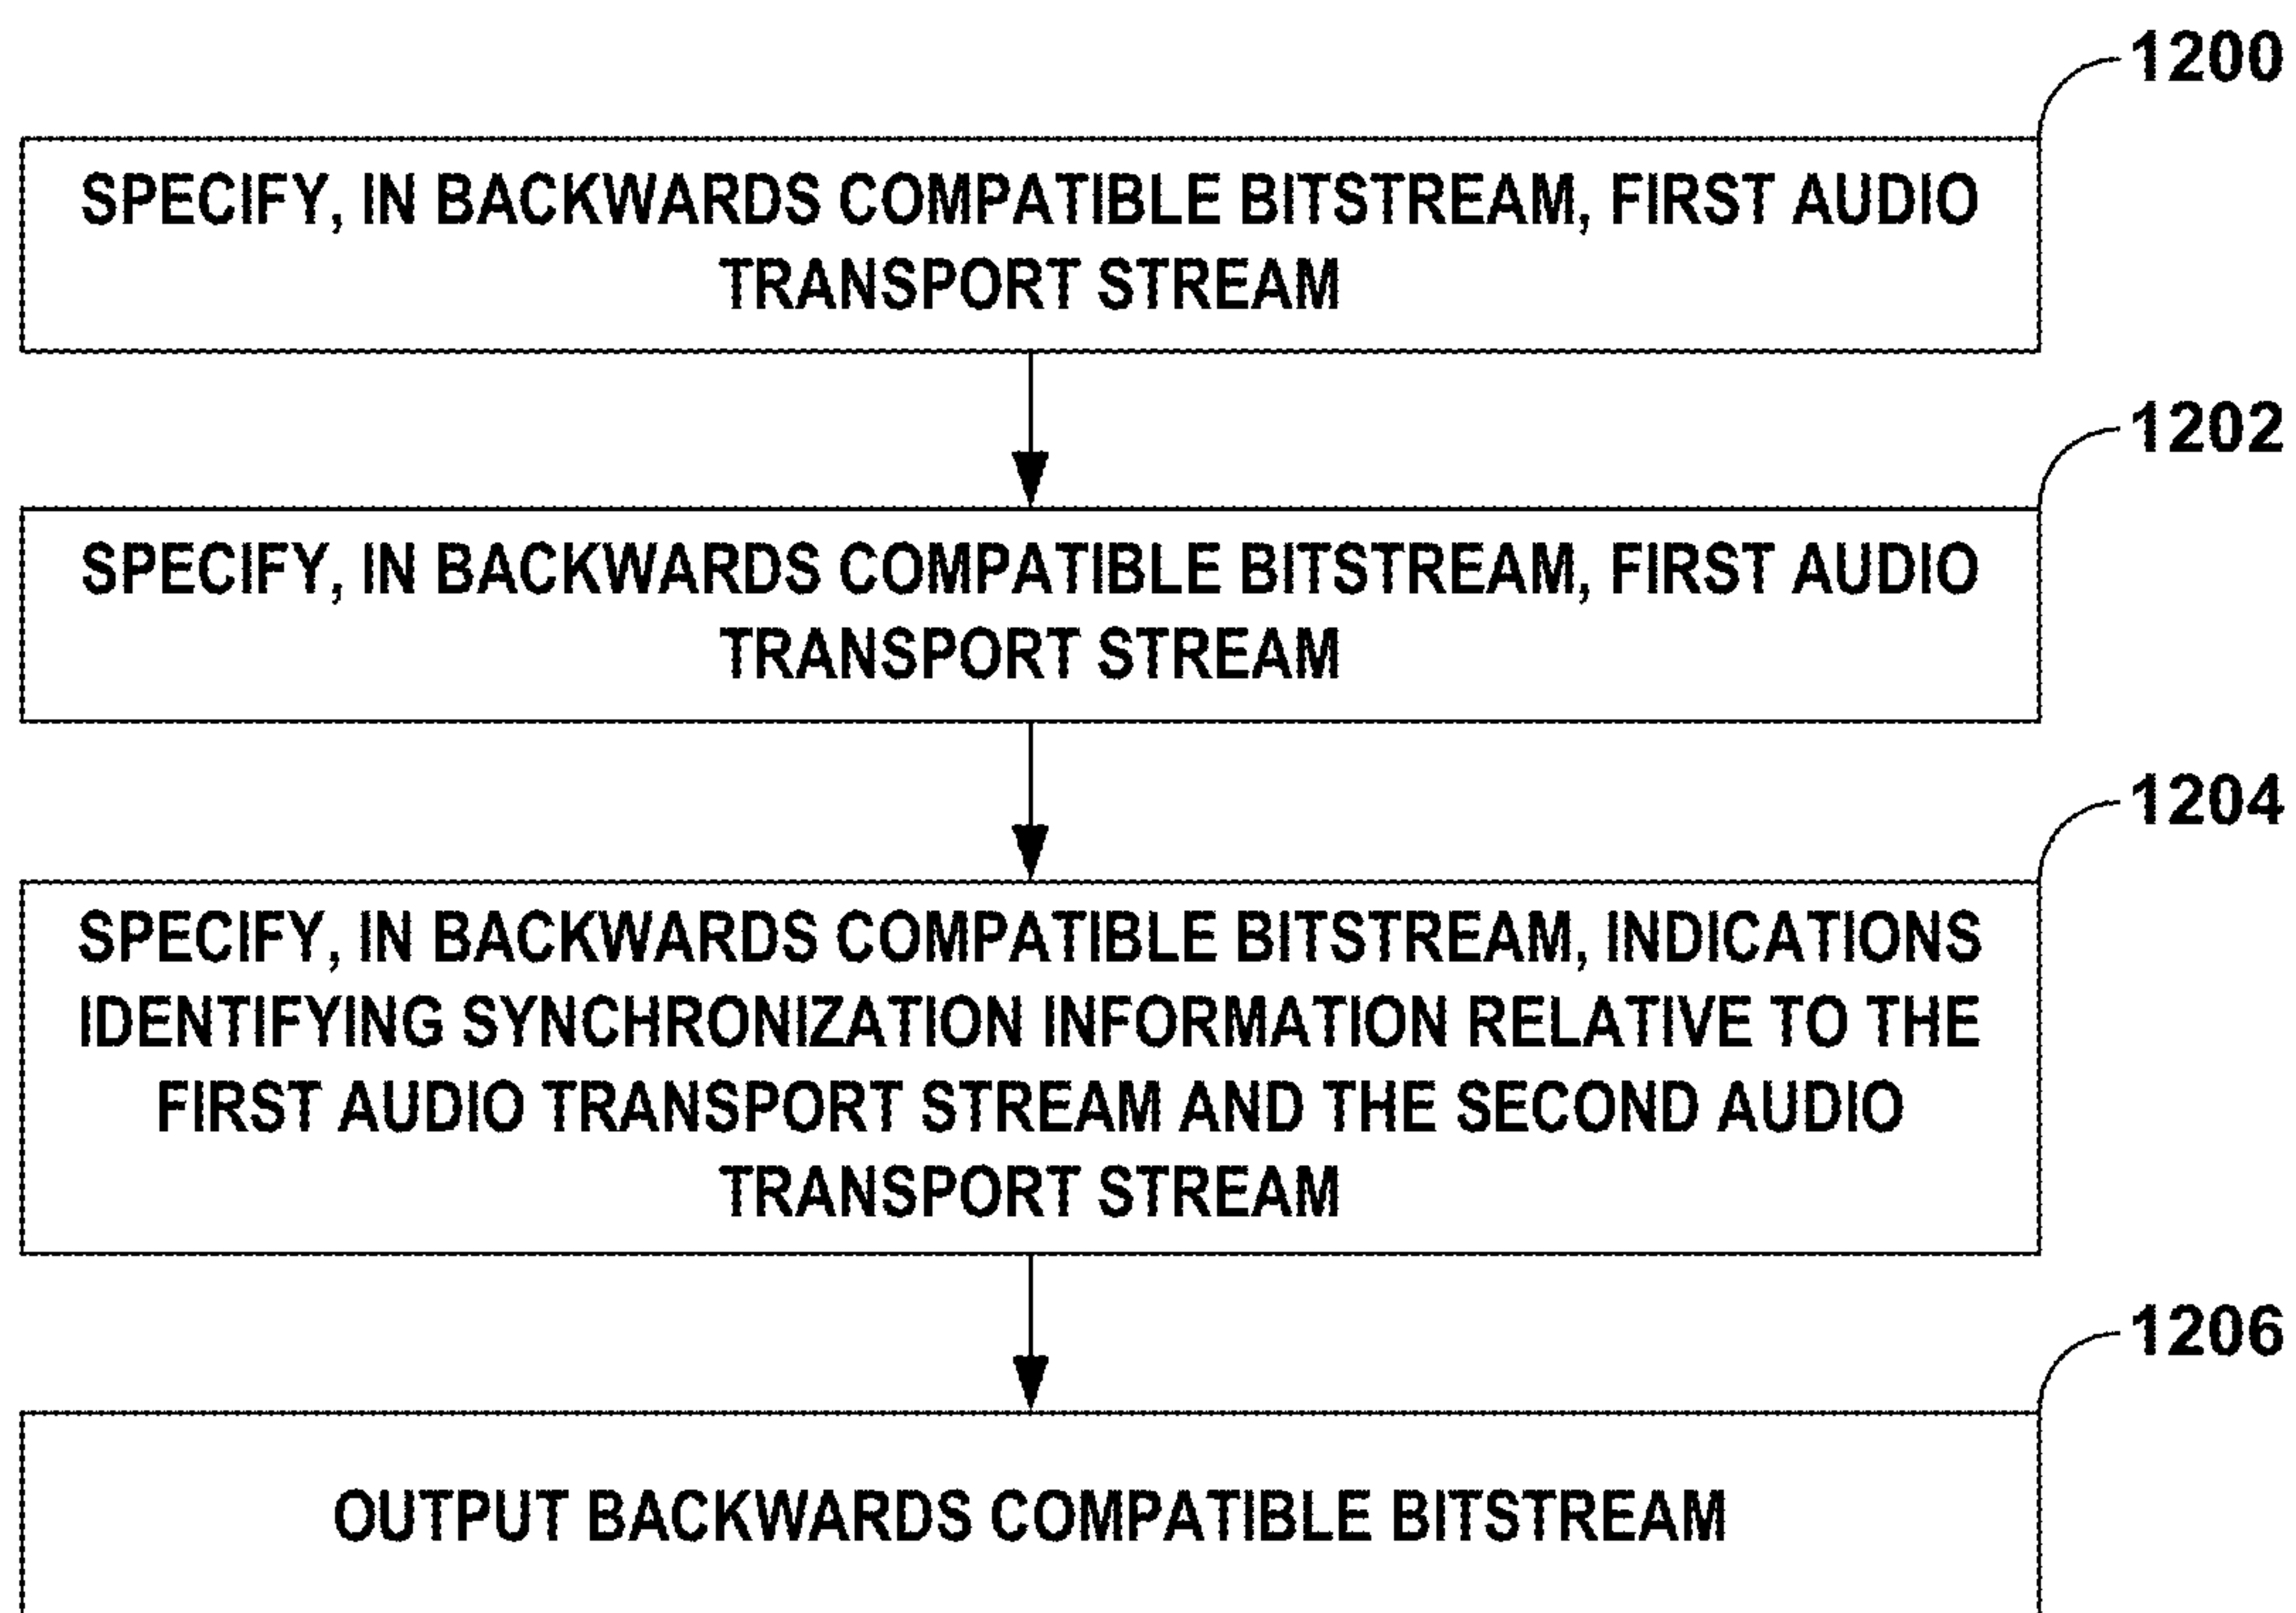 1200
SPECIFY, IN BACKWARDS COMPATIBLE BITSTREAM, FIRST AUDIO
TRANSPORT STREAM
1202
SPECIFY, IN BACKWARDS COMPATIBLE BITSTREAM, FIRST AUDIO
TRANSPORT STREAM
1204
SPECIFY, IN BACKWARDS COMPATIBLE BITSTREAM, INDICATIONS
IDENTIFYING SYNCHRONIZATION INFORMATION RELATIVE TO THE
FIRST AUDIO TRANSPORT STREAM AND THE SECOND AUDIO
TRANSPORT STREAM
1206
OUTPUT BACKWARDS COMPATIBLE BITSTREAM